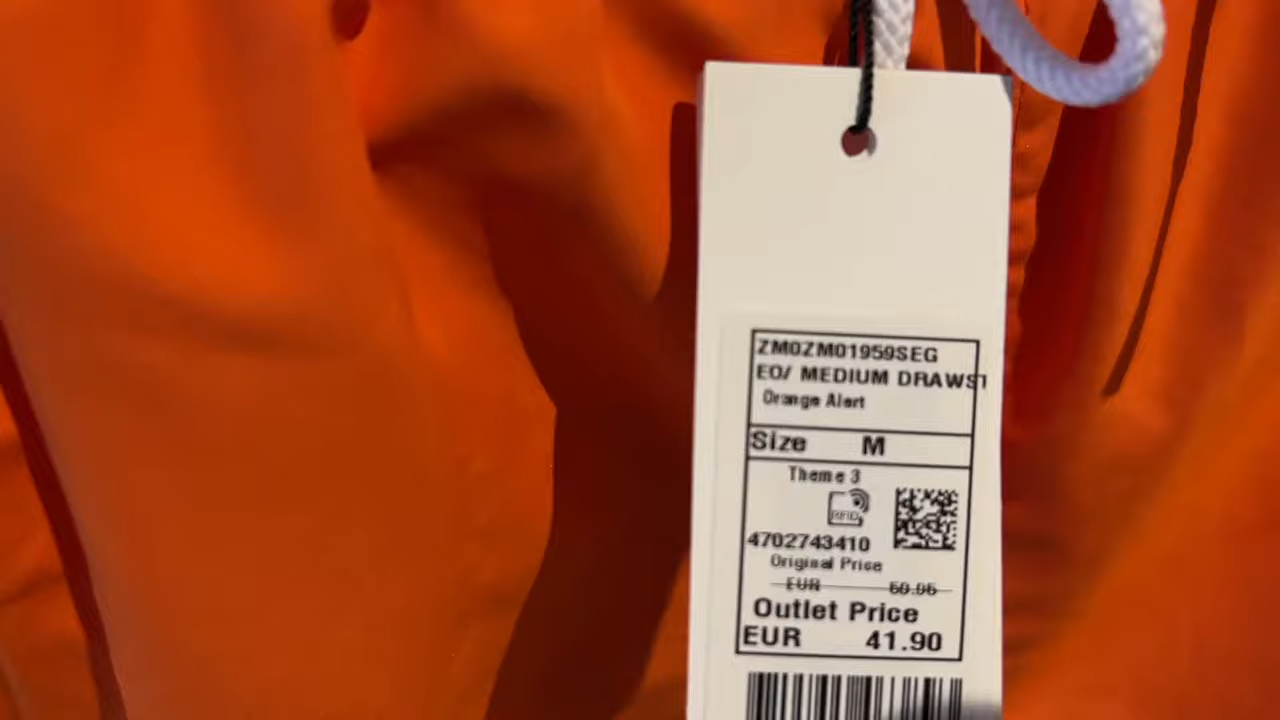 ZM0ZM01959SEG
EO/ MEDIUM DRAWST
Orange Alert
Size M
Theme 3
RFID
4702743410
Original Price
EUR 59.95
Outlet Price
EUR 41.90